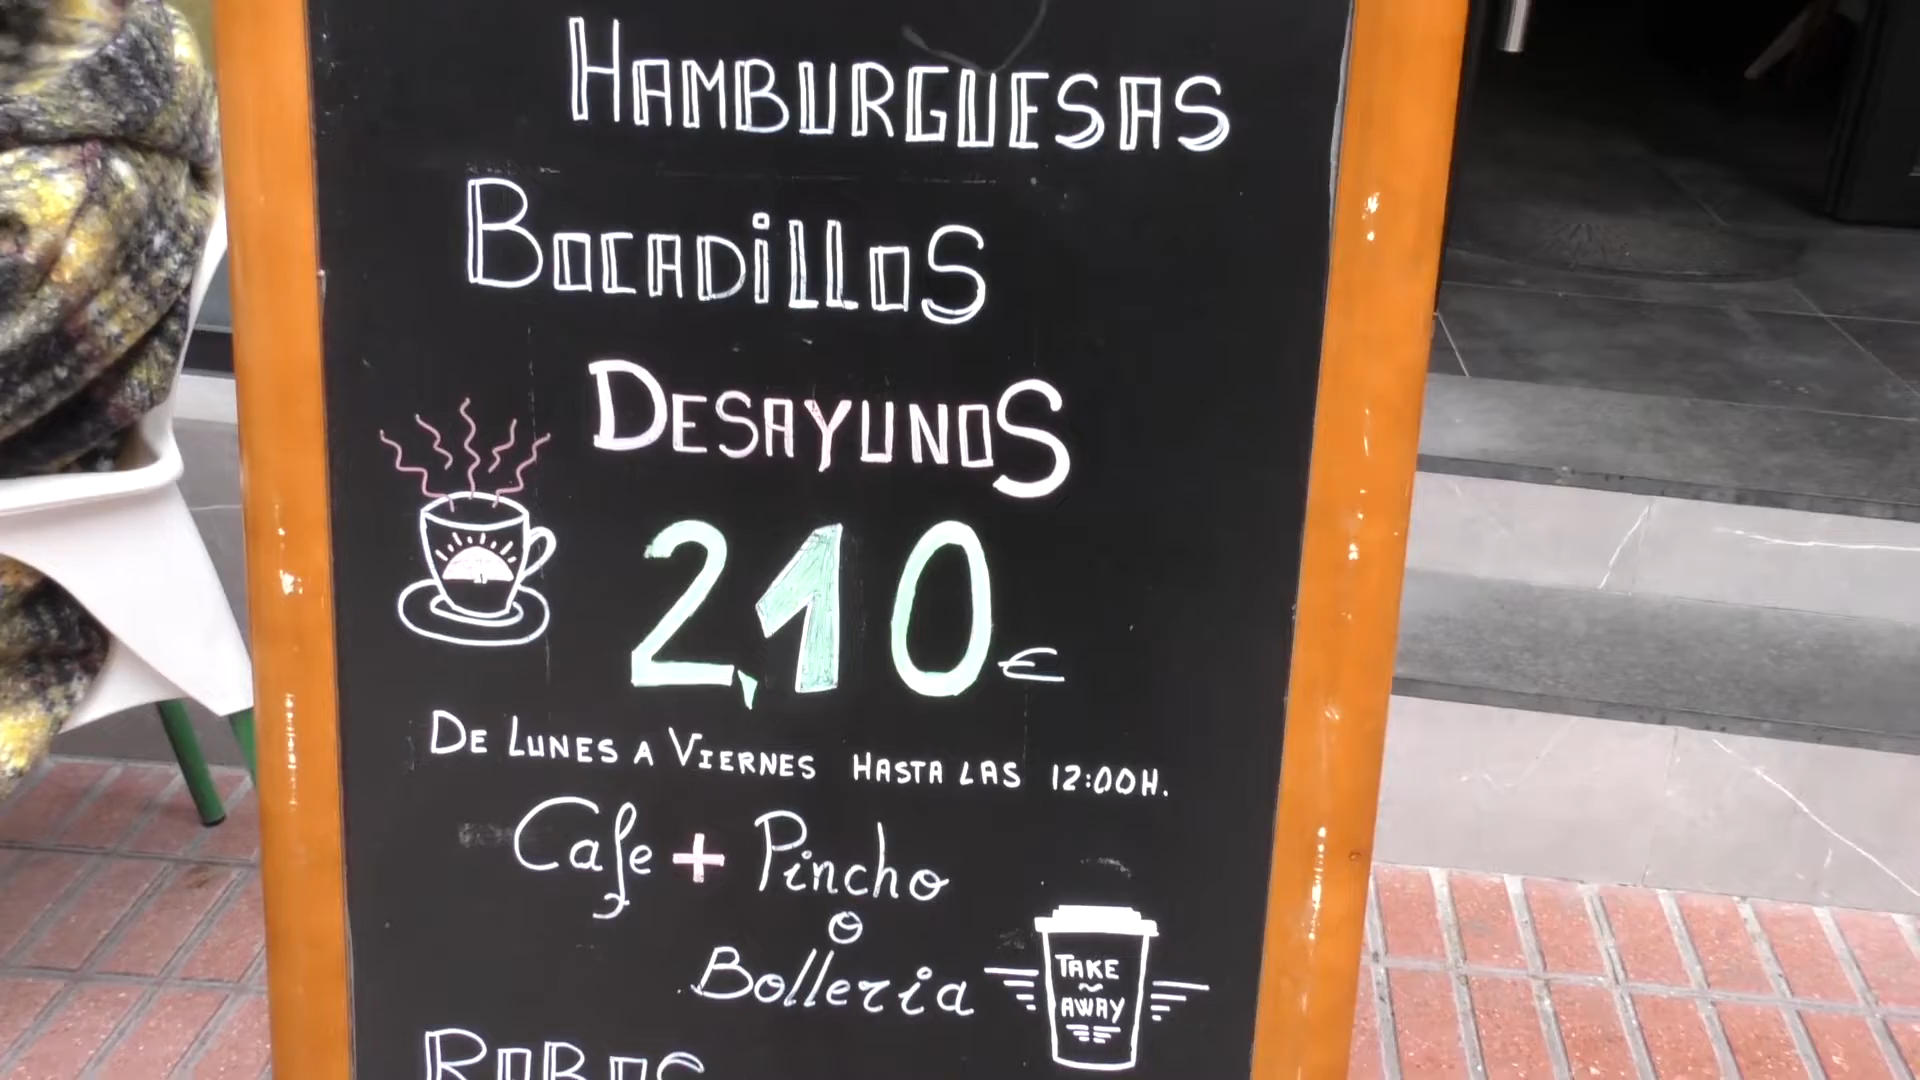 HAMBURGUESAS
BOCADiLLOS
DESAYUNOS
2,10€
DE LUNES A VIERNES HASTA LAS 12:00H.
Cafe + Pincho
o
Bolleria
TAKE
~
AWAY